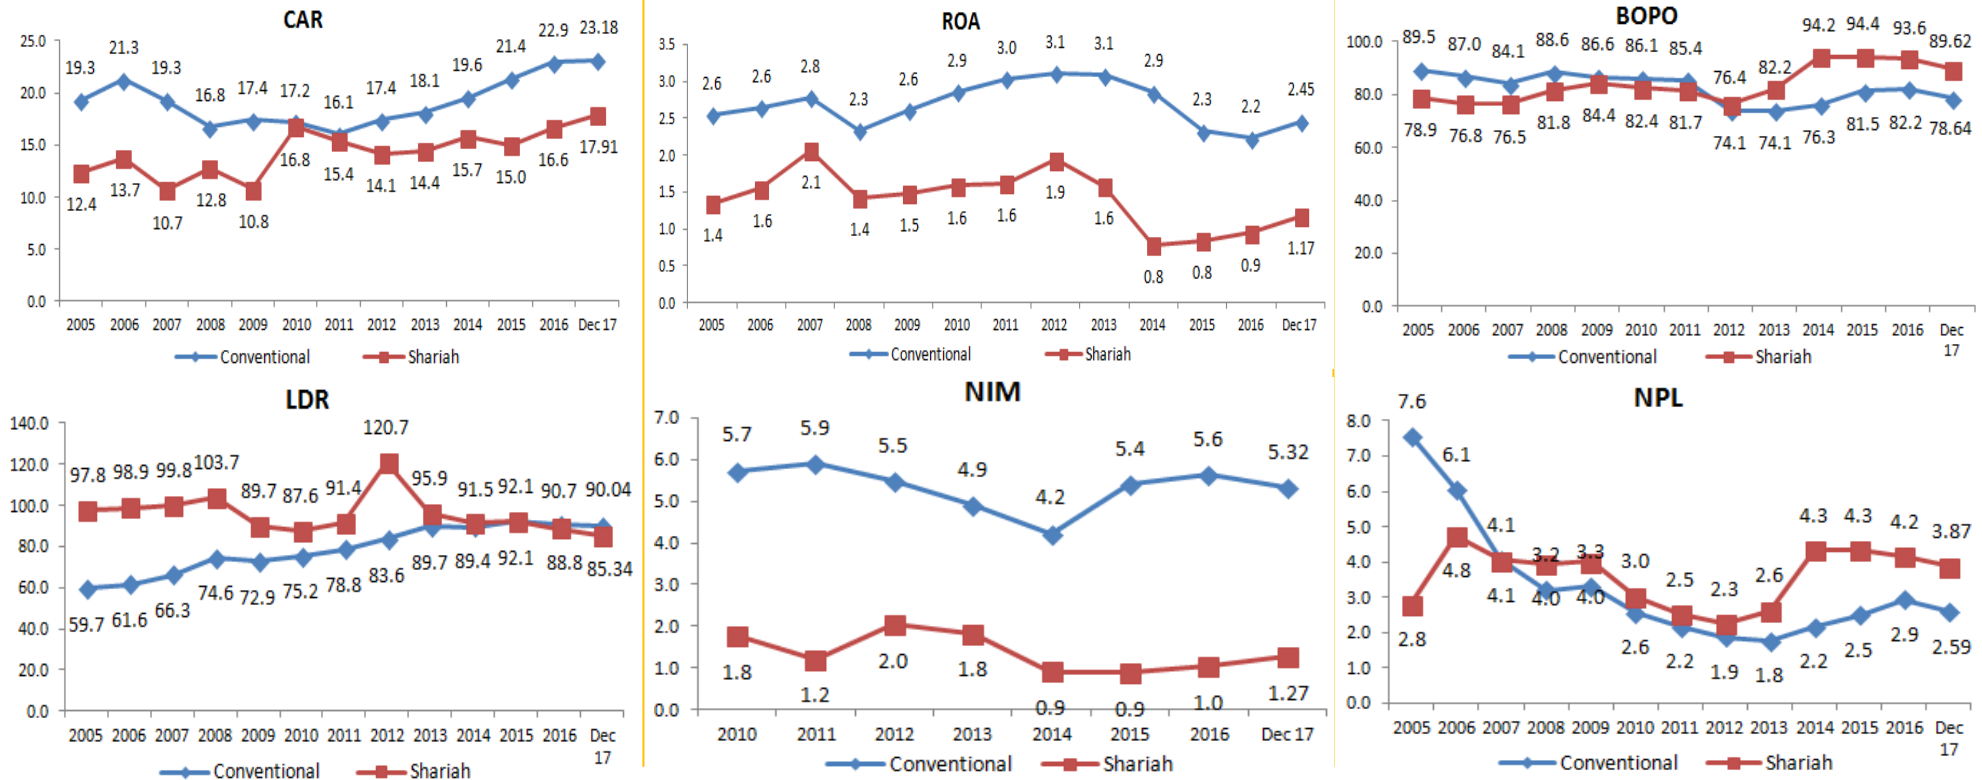 CAR
25.0
20.0
15.0
10.0
5.0
0.0
19.3 21.3 19.3 16.8 17.4 17.2 16.1 17.4 18.1 19.6 21.4 22.9 23.18
12.4 13.7 10.7 12.8 10.8 16.8 15.4 14.1 14.4 15.7 15.0 16.6 17.91
2005 2006 2007 2008 2009 2010 2011 2012 2013 2014 2015 2016 Dec 17
Conventional Shariah
ROA
3.5
3.0
2.5
2.0
1.5
1.0
0.5
0.0
2.6 2.6 2.8 2.3 2.6 2.9 3.0 3.1 3.1 2.9 2.3 2.2 2.45
1.4 1.6 2.1 1.4 1.5 1.6 1.6 1.9 1.6 0.8 0.8 0.9 1.17
2005 2006 2007 2008 2009 2010 2011 2012 2013 2014 2015 2016 Dec 17
Conventional Shariah
BOPO
100.0
80.0
60.0
40.0
20.0
0.0
89.5 87.0 84.1 88.6 86.6 86.1 85.4 76.4 82.2 94.2 94.4 93.6 89.62
78.9 76.8 76.5 81.8 84.4 82.4 81.7 74.1 74.1 76.3 81.5 82.2 78.64
2005 2006 2007 2008 2009 2010 2011 2012 2013 2014 2015 2016 Dec
17
Conventional Shariah
LDR
140.0
120.0
100.0
80.0
60.0
40.0
20.0
0.0
97.8 98.9 99.8 103.7 89.7 87.6 91.4 120.7 95.9 91.5 92.1 90.7 90.04
59.7 61.6 66.3 74.6 72.9 75.2 78.8 83.6 89.7 89.4 92.1 88.8 85.34
2005 2006 2007 2008 2009 2010 2011 2012 2013 2014 2015 2016 Dec
17
Conventional Shariah
NIM
7.0
6.0
5.0
4.0
3.0
2.0
1.0
0.0
5.7 5.9 5.5 4.9 4.2 5.4 5.6 5.32
1.8 1.2 2.0 1.8 0.9 0.9 1.0 1.27
2010 2011 2012 2013 2014 2015 2016 Dec 17
Conventional Shariah
NPL
8.0
7.0
6.0
5.0
4.0
3.0
2.0
1.0
0.0
7.6 6.1 4.1 3.2 3.3 3.0 2.5 2.3 2.6 4.3 4.3 4.2 3.87
2.8 4.8 4.1 4.0 4.0 2.6 2.2 1.9 1.8 2.2 2.5 2.9 2.59
2005 2006 2007 2008 2009 2010 2011 2012 2013 2014 2015 2016 Dec
17
Conventional Shariah